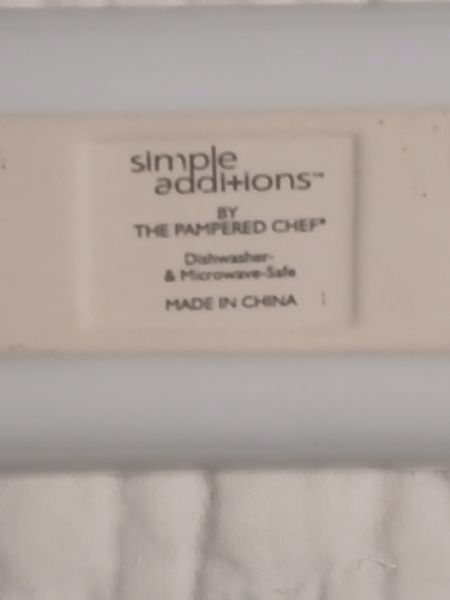 simple
additions™
BY
THE PAMPERED CHEF®
Dishwasher-
& Microwave-Safe
MADE IN CHINA